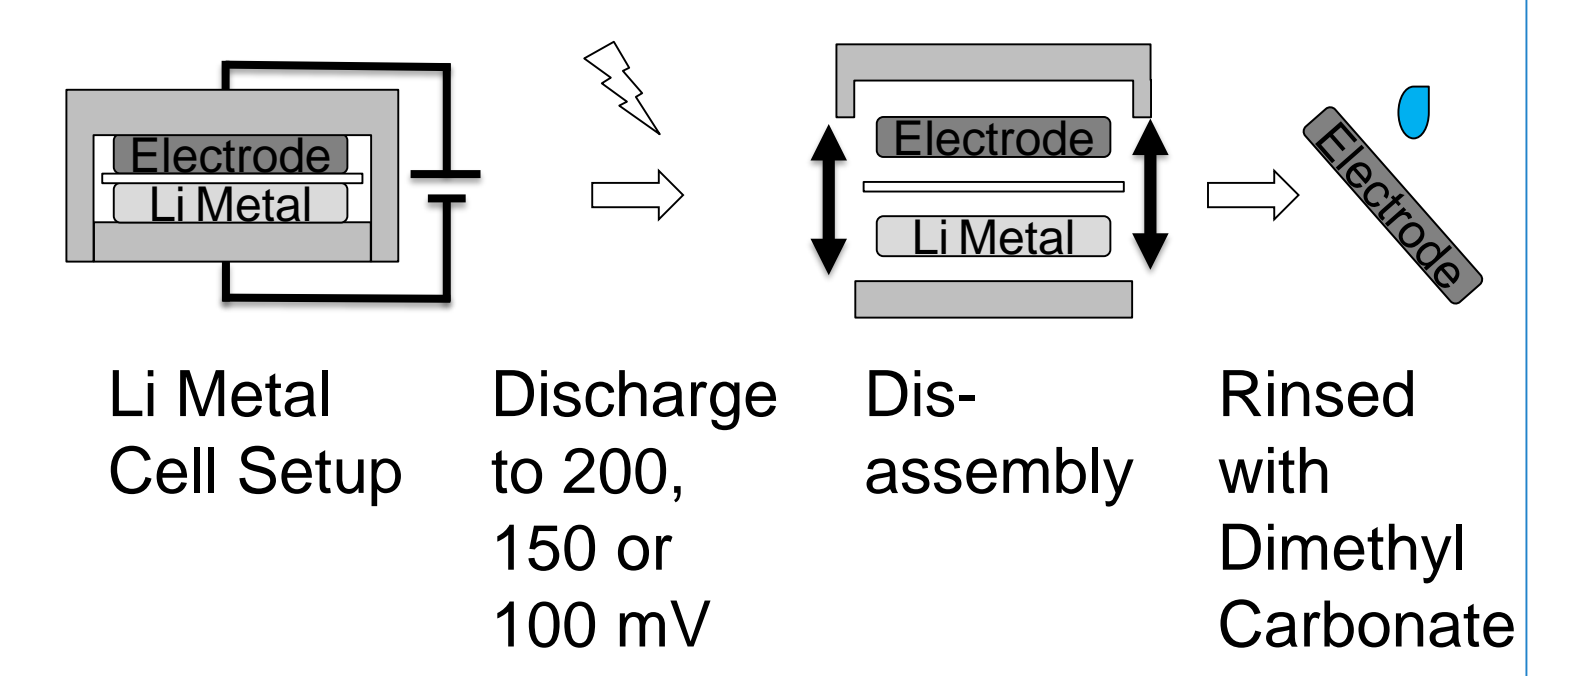 Electrode
Li Metal
Electrode
Li Metal
Electrode
Li Metal
Cell Setup
Discharge
to 200,
150 or
100 mV
Dis-
assembly
Rinsed
with
Dimethyl
Carbonate